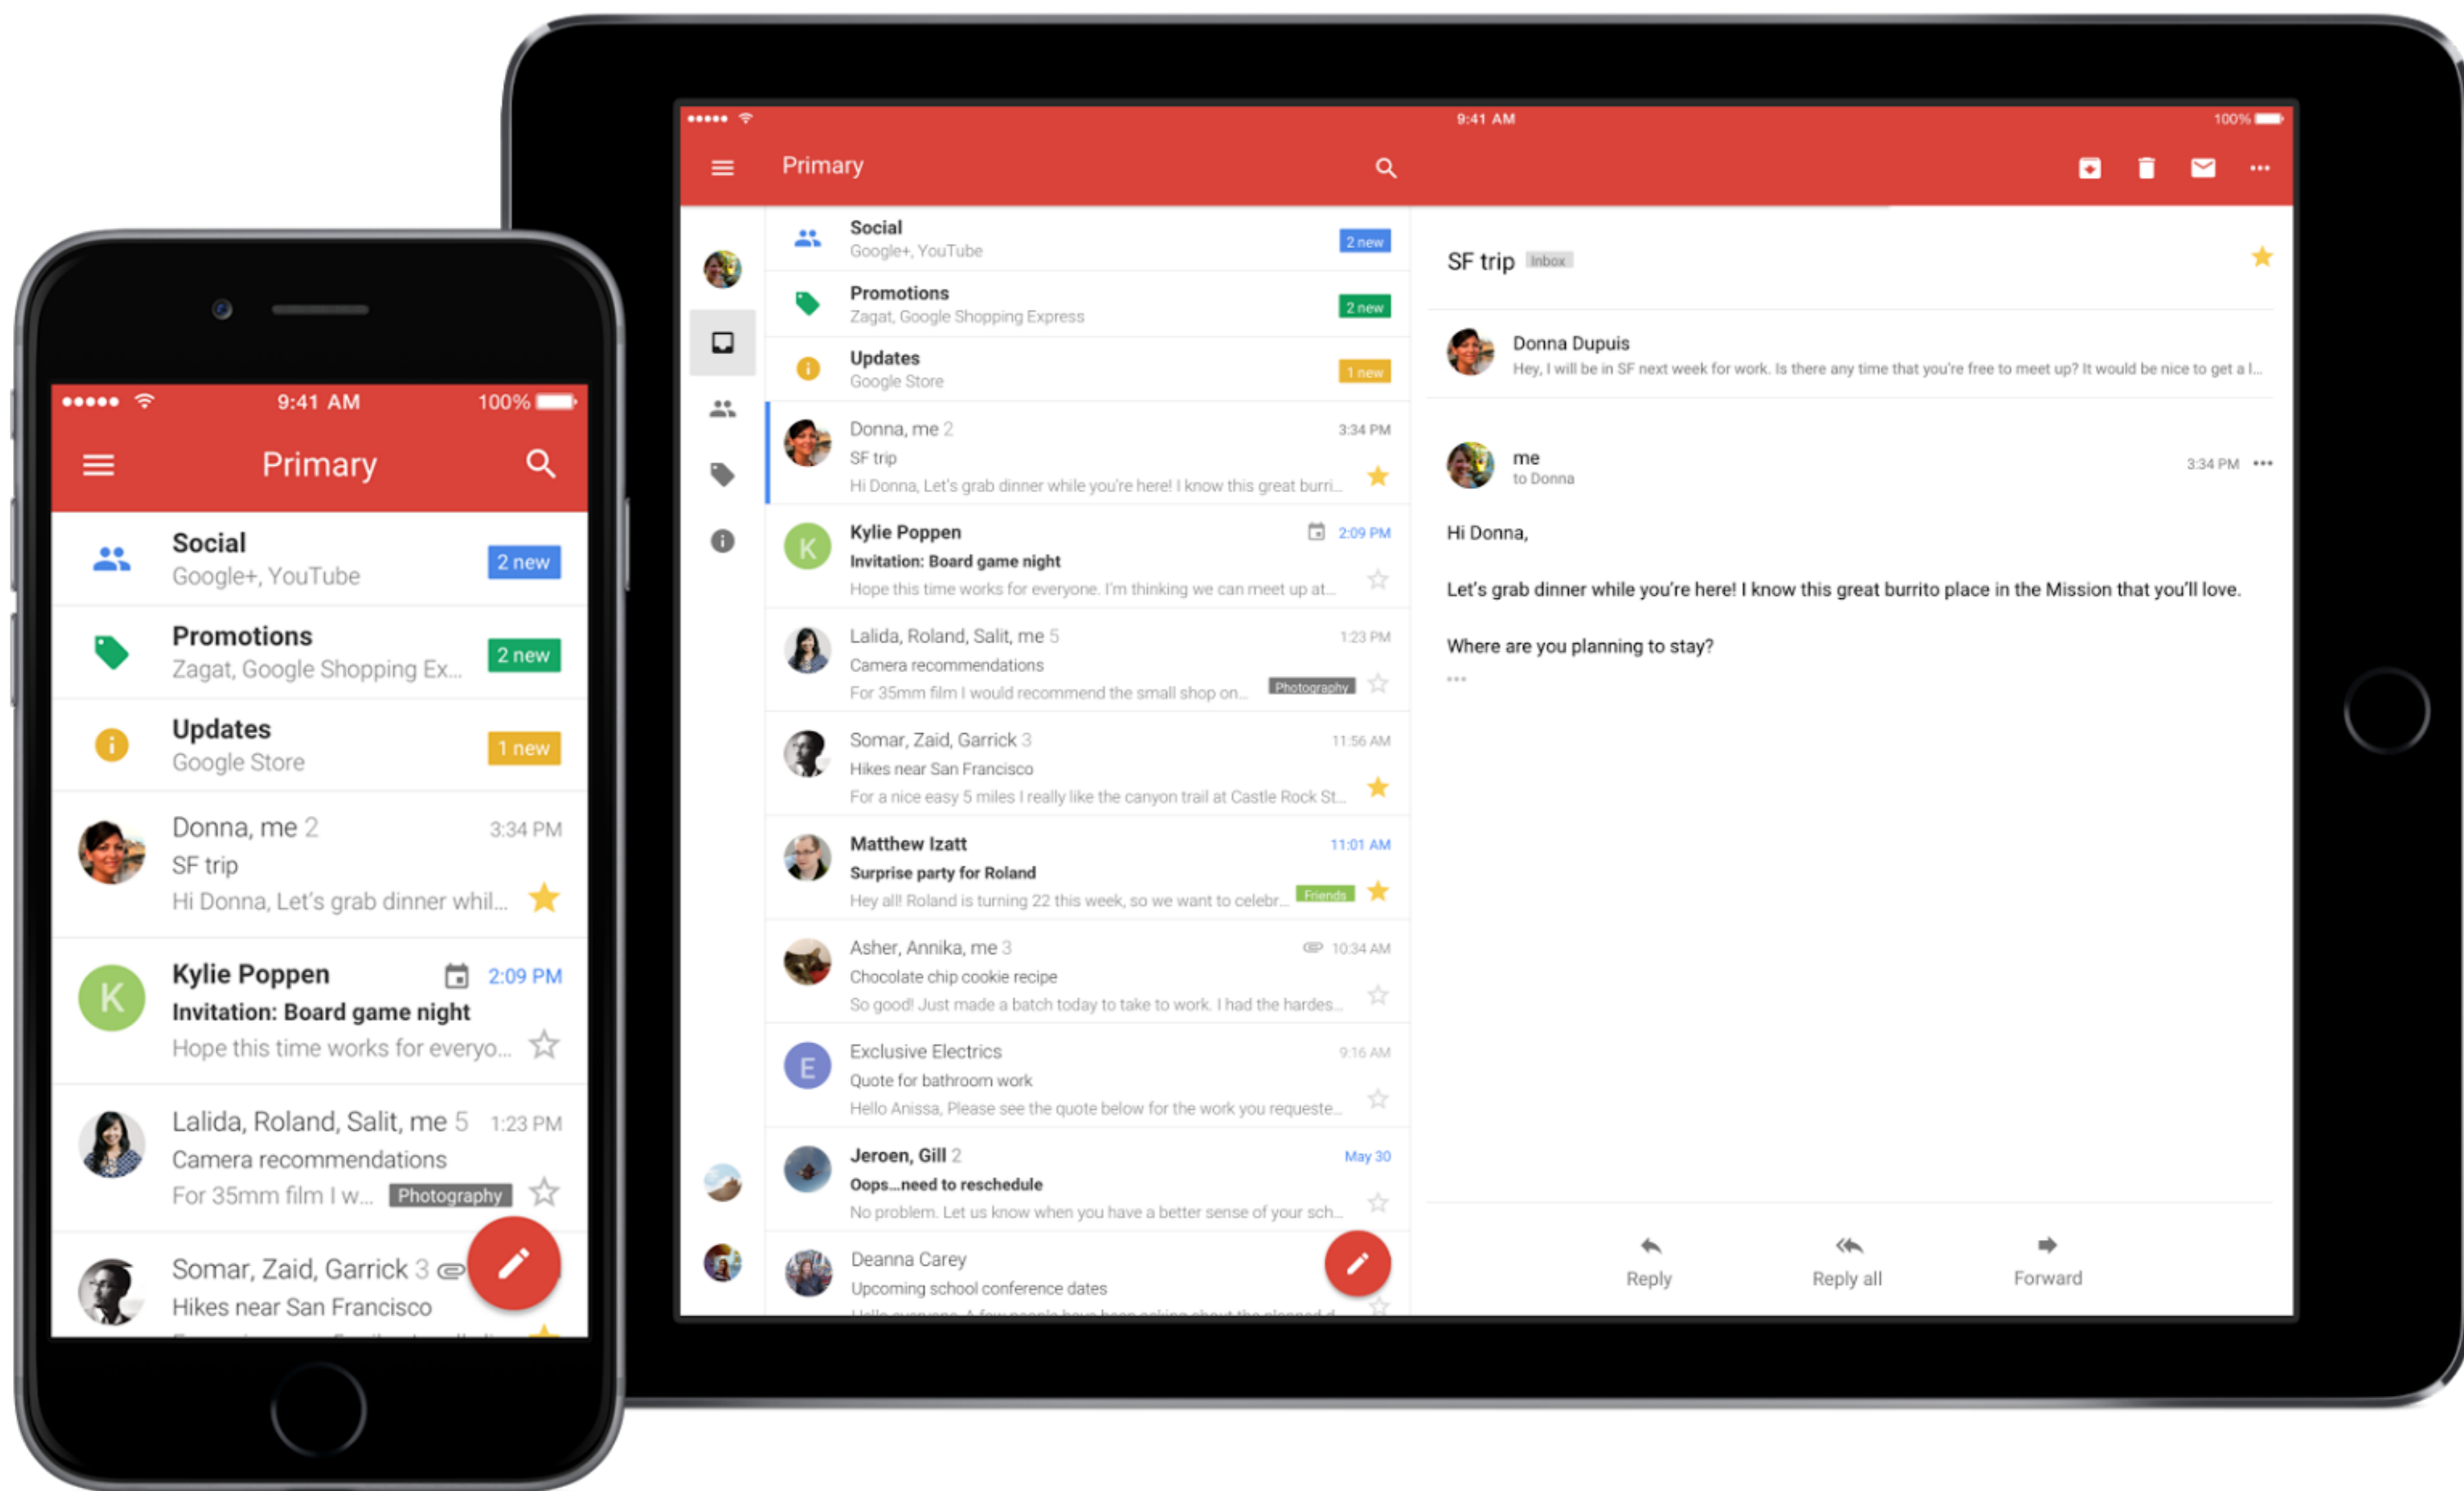 9:41 AM
100%
Primary
Social
Google+, YouTube
2 new
Promotions
Zagat, Google Shopping Ex...
2 new
Updates
Google Store
1 new
Donna, me 2
3:34 PM
SF trip
Hi Donna, Let's grab dinner whil...
K
Kylie Poppen
2:09 PM
Invitation: Board game night
Hope this time works for everyo...
Lalida, Roland, Salit, me 5
1:23 PM
Camera recommendations
For 35mm film I w...
Photography
Somar, Zaid, Garrick 3
Hikes near San Francisco
9:41 AM
100%
Primary
Social
Google+, YouTube
2 new
Promotions
Zagat, Google Shopping Express
2 new
Updates
Google Store
1 new
Donna, me 2
3:34 PM
SF trip
Hi Donna, Let's grab dinner while you're here! I know this great burri...
K
Kylie Poppen
2:09 PM
Invitation: Board game night
Hope this time works for everyone. I'm thinking we can meet up at...
Lalida, Roland, Salit, me 5
1:23 PM
Camera recommendations
For 35mm film I would recommend the small shop on...
Photography
Somar, Zaid, Garrick 3
11:56 AM
Hikes near San Francisco
For a nice easy 5 miles I really like the canyon trail at Castle Rock St...
Matthew Izatt
11:01 AM
Surprise party for Roland
Hey all! Roland is turning 22 this week, so we want to celebr...
Friends
Asher, Annika, me 3
10:34 AM
Chocolate chip cookie recipe
So good! Just made a batch today to take to work. I had the hardes...
E
Exclusive Electrics
9:16 AM
Quote for bathroom work
Hello Anissa, Please see the quote below for the work you requeste...
Jeroen, Gill 2
May 30
Oops...need to reschedule
No problem. Let us know when you have a better sense of your sch...
Deanna Carey
Upcoming school conference dates
Hello everyone, A few people have been asking about the planned d
SF trip
Inbox
Donna Dupuis
Hey, I will be in SF next week for work. Is there any time that you're free to meet up? It would be nice to get a l...
me
to Donna
3:34 PM
Hi Donna,
Let's grab dinner while you're here! I know this great burrito place in the Mission that you'll love.
Where are you planning to stay?
Reply
Reply all
Forward